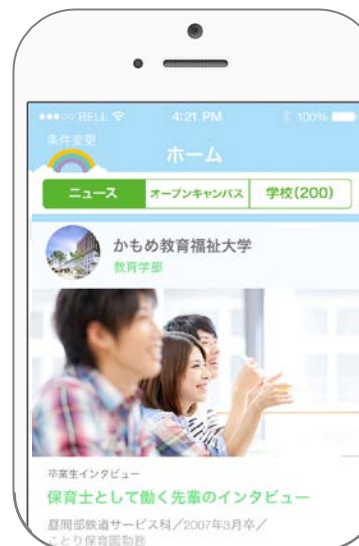 BELL 4:21 PM 100%
条件変更
ホーム
ニュース オープンキャンパス 学校(200)
かもめ教育福祉大学
教育学部
卒業生インタビュー
保育士として働く先輩のインタビュー
昼間部鉄道サービス科／2007年3月卒／
ことり保育園勤務